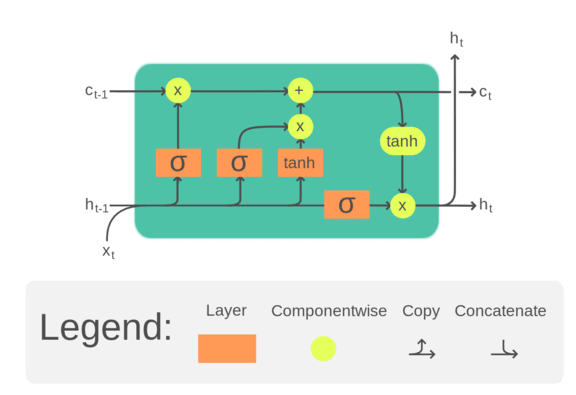 h_t
c_{t-1}
x
+
c_t
x
tanh
σ
σ
tanh
h_{t-1}
σ
x
h_t
x_t
Legend:
Layer
Componentwise
Copy
Concatenate